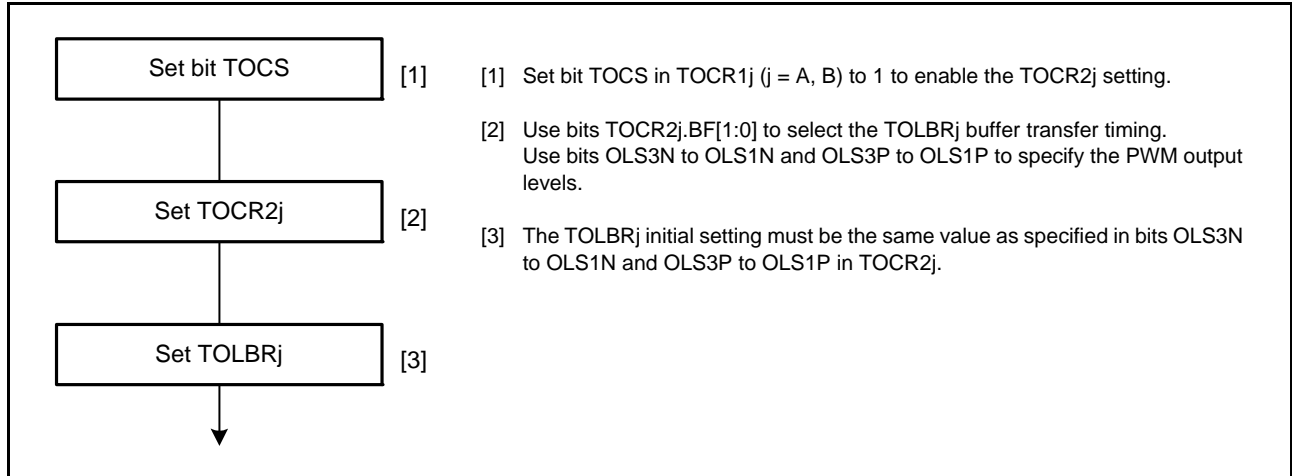 Set bit TOCS
[1]
Set TOCR2j
[2]
Set TOLBRj
[3]
[1] Set bit TOCS in TOCR1j (j = A, B) to 1 to enable the TOCR2j setting.
[2] Use bits TOCR2j.BF[1:0] to select the TOLBRj buffer transfer timing.
Use bits OLS3N to OLS1N and OLS3P to OLS1P to specify the PWM output
levels.
[3] The TOLBRj initial setting must be the same value as specified in bits OLS3N
to OLS1N and OLS3P to OLS1P in TOCR2j.